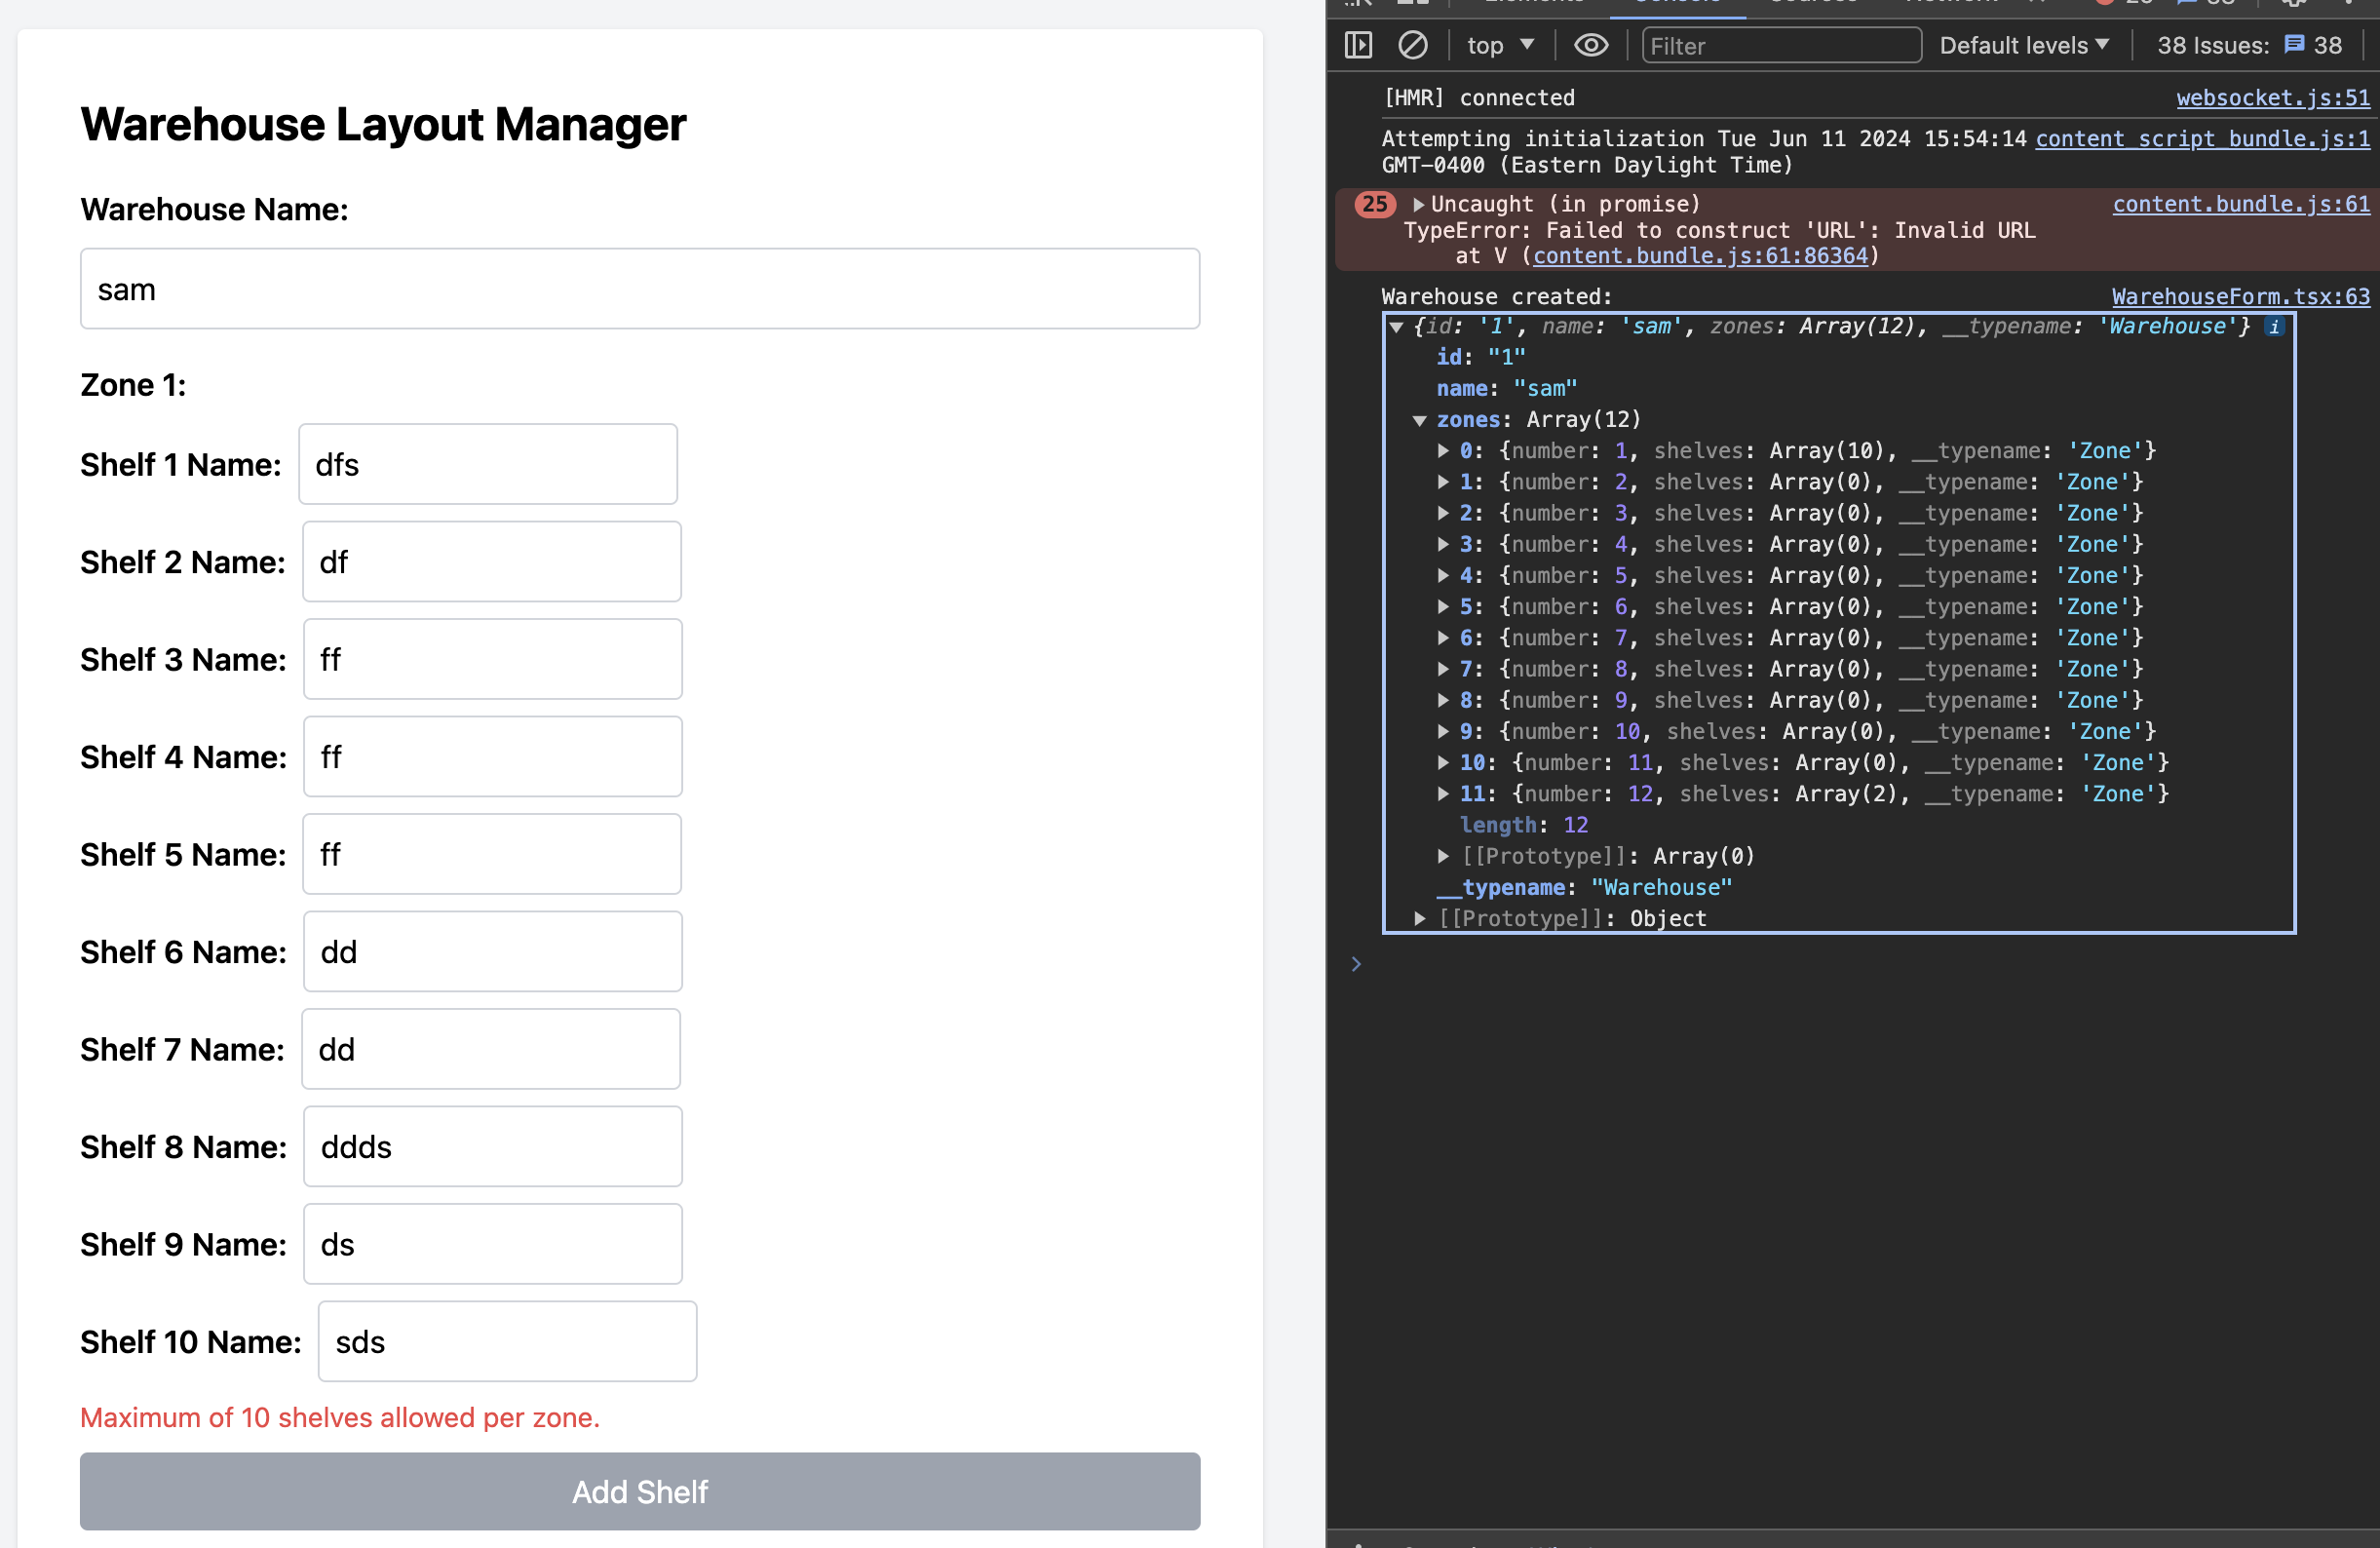 Warehouse Layout Manager
Warehouse Name:
sam
Zone 1:
Shelf 1 Name: dfs
Shelf 2 Name: df
Shelf 3 Name: ff
Shelf 4 Name: ff
Shelf 5 Name: ff
Shelf 6 Name: dd
Shelf 7 Name: dd
Shelf 8 Name: ddds
Shelf 9 Name: ds
Shelf 10 Name: sds
Maximum of 10 shelves allowed per zone.
Add Shelf
Elements Console Sources Network
top Filter Default levels 38 Issues: 38
[HMR] connected websocket.js:51
Attempting initialization Tue Jun 11 2024 15:54:14 content_script_bundle.js:1
GMT-0400 (Eastern Daylight Time)
25 Uncaught (in promise) content.bundle.js:61
TypeError: Failed to construct 'URL': Invalid URL
at V (content.bundle.js:61:86364)
Warehouse created: WarehouseForm.tsx:63
{id: '1', name: 'sam', zones: Array(12), __typename: 'Warehouse'} i
id: "1"
name: "sam"
zones: Array(12)
0: {number: 1, shelves: Array(10), __typename: 'Zone'}
1: {number: 2, shelves: Array(0), __typename: 'Zone'}
2: {number: 3, shelves: Array(0), __typename: 'Zone'}
3: {number: 4, shelves: Array(0), __typename: 'Zone'}
4: {number: 5, shelves: Array(0), __typename: 'Zone'}
5: {number: 6, shelves: Array(0), __typename: 'Zone'}
6: {number: 7, shelves: Array(0), __typename: 'Zone'}
7: {number: 8, shelves: Array(0), __typename: 'Zone'}
8: {number: 9, shelves: Array(0), __typename: 'Zone'}
9: {number: 10, shelves: Array(0), __typename: 'Zone'}
10: {number: 11, shelves: Array(0), __typename: 'Zone'}
11: {number: 12, shelves: Array(2), __typename: 'Zone'}
length: 12
[[Prototype]]: Array(0)
__typename: "Warehouse"
[[Prototype]]: Object